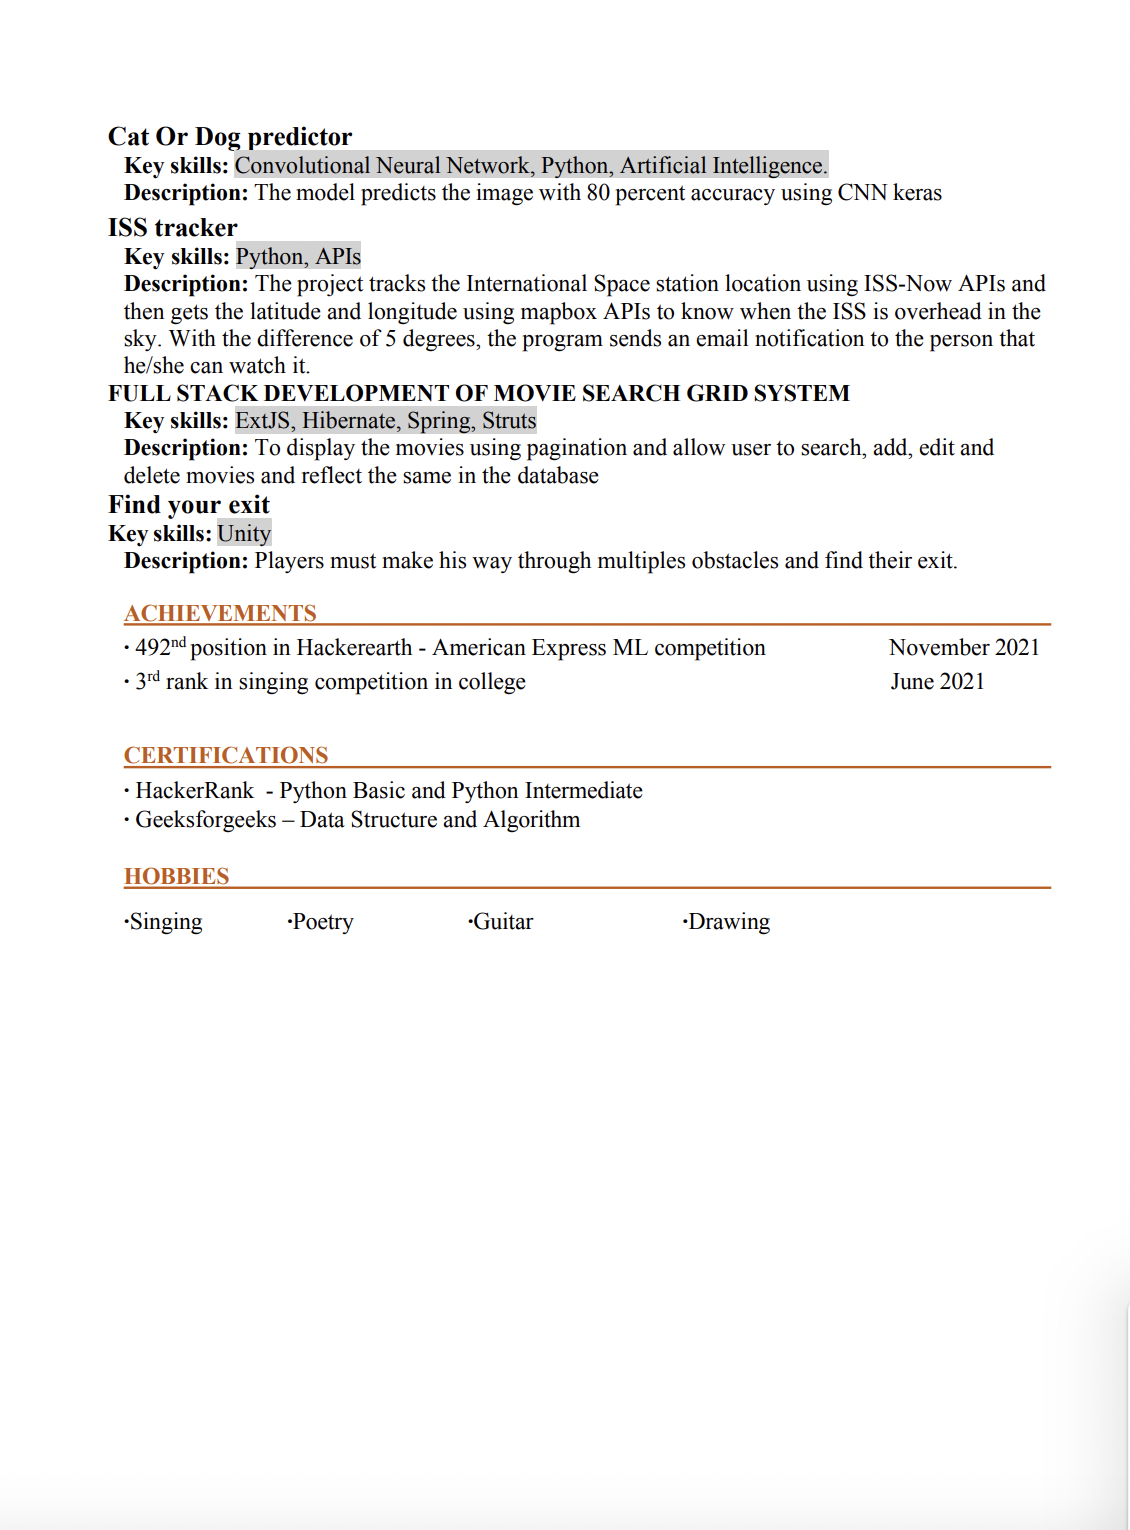 Cat Or Dog predictor
Key skills: Convolutional Neural Network, Python, Artificial Intelligence.
Description: The model predicts the image with 80 percent accuracy using CNN keras
ISS tracker
Key skills: Python, APIs
Description: The project tracks the International Space station location using ISS-Now APIs and
then gets the latitude and longitude using mapbox APIs to know when the ISS is overhead in the
sky. With the difference of 5 degrees, the program sends an email notification to the person that
he/she can watch it.
FULL STACK DEVELOPMENT OF MOVIE SEARCH GRID SYSTEM
Key skills: ExtJS, Hibernate, Spring, Struts
Description: To display the movies using pagination and allow user to search, add, edit and
delete movies and reflect the same in the database
Find your exit
Key skills: Unity
Description: Players must make his way through multiples obstacles and find their exit.
ACHIEVEMENTS
· 492nd position in Hackerearth - American Express ML competition November 2021
· 3rd rank in singing competition in college June 2021
CERTIFICATIONS
· HackerRank - Python Basic and Python Intermediate
· Geeksforgeeks – Data Structure and Algorithm
HOBBIES
·Singing ·Poetry ·Guitar ·Drawing